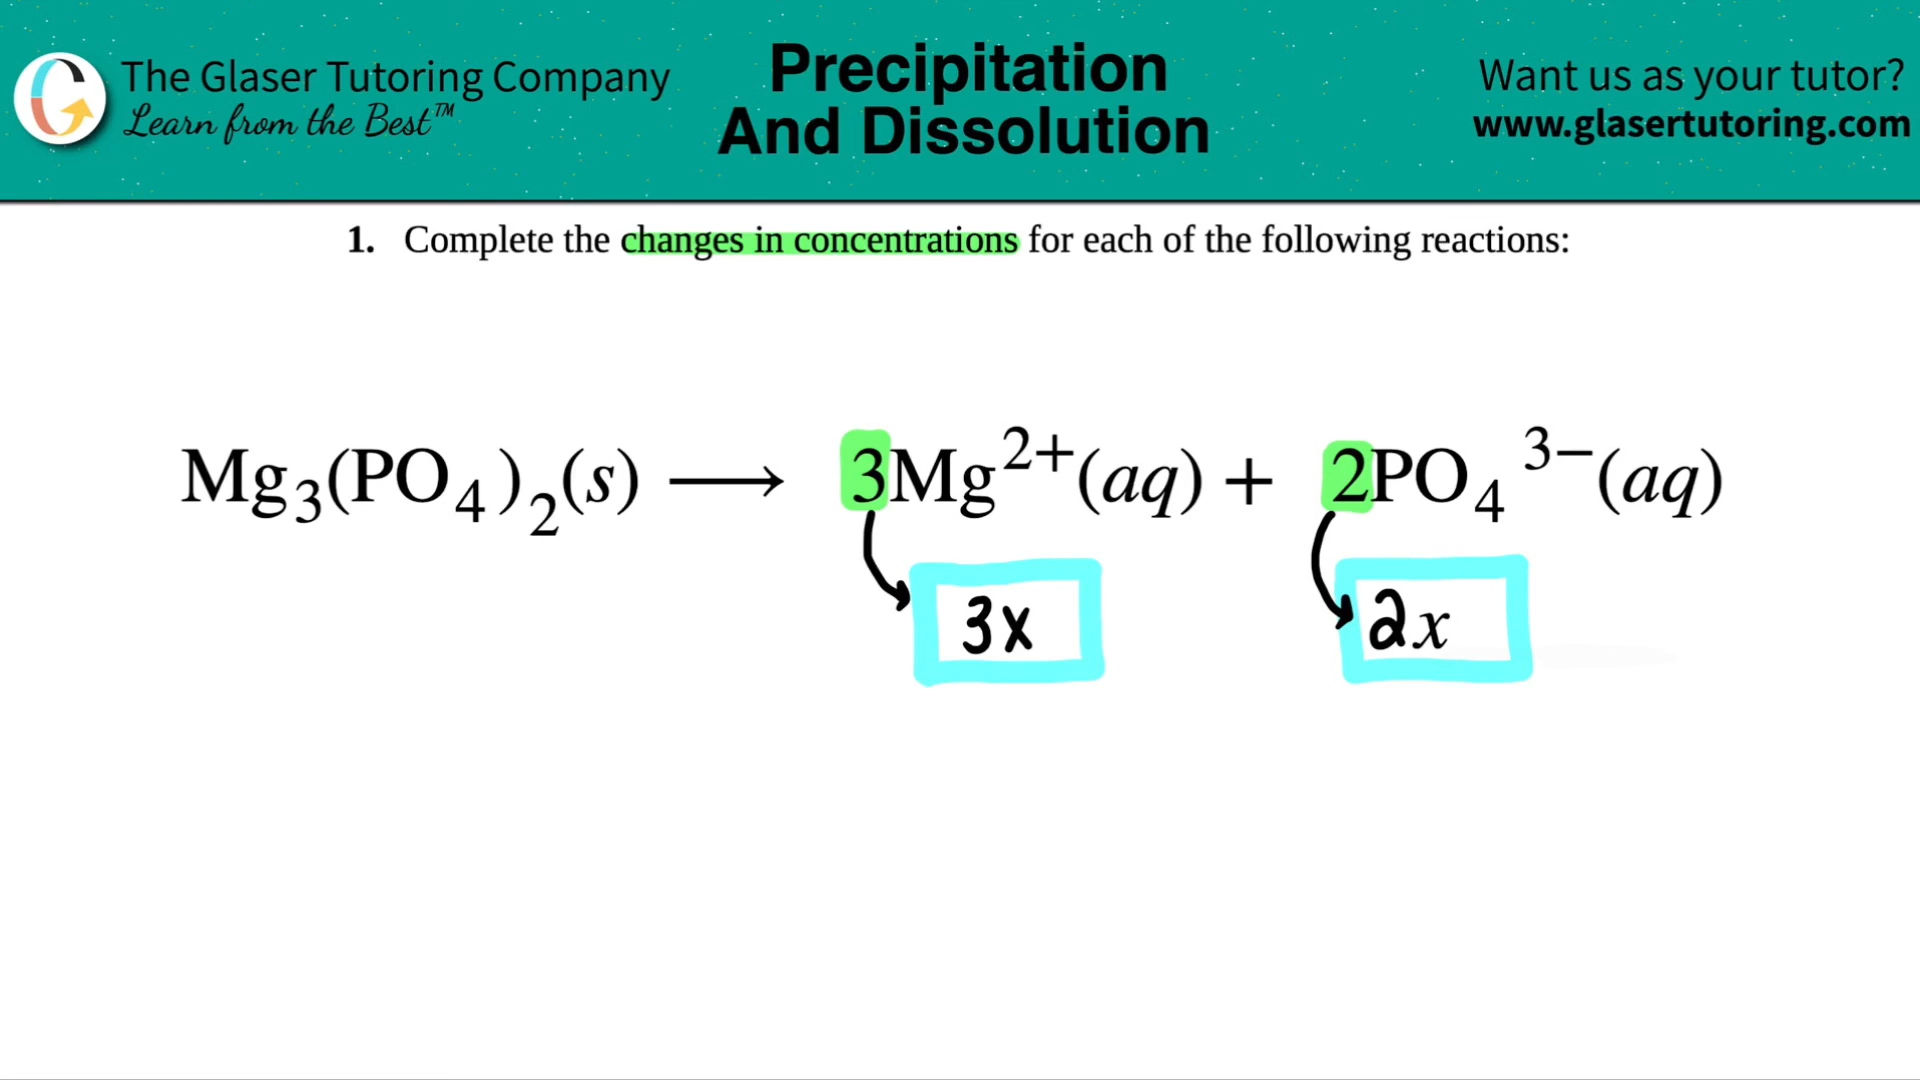 The Glaser Tutoring Company
Learn from the Best™
Precipitation
And Dissolution
Want us as your tutor?
www.glasertutoring.com
1. Complete the changes in concentrations for each of the following reactions:
Mg₃(PO₄)₂(s) ⟶ 3Mg²⁺(aq) + 2PO₄³⁻(aq)
3x 2x